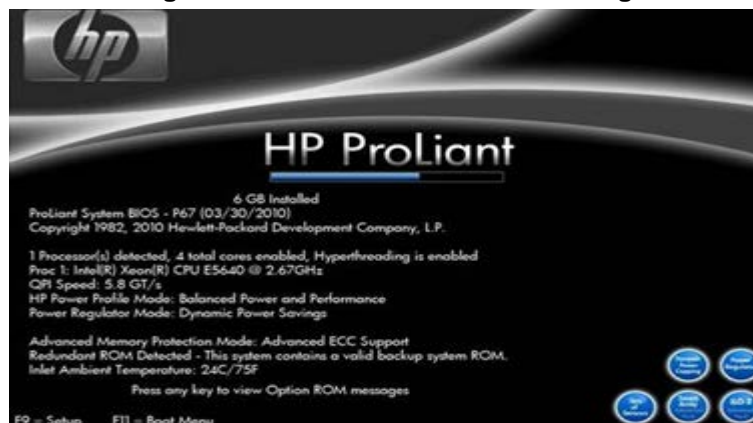 hp
HP ProLiant
6 GB Installed
ProLiant System BIOS - P67 (03/30/2010)
Copyright 1982, 2010 Hewlett-Packard Development Company, L.P.
1 Processor(s) detected, 4 total cores enabled, Hyperthreading is enabled
Proc 1: Intel(R) Xeon(R) CPU E5640 @ 2.67GHz
QPI Speed: 5.8 GT/s
HP Power Profile Mode: Balanced Power and Performance
Power Regulator Mode: Dynamic Power Savings
Advanced Memory Protection Mode: Advanced ECC Support
Redundant ROM Detected - This system contains a valid backup system ROM.
Inlet Ambient Temperature: 24C/75F
Press any key to view Option ROM messages
F9 = Setup F11 = Boot Menu